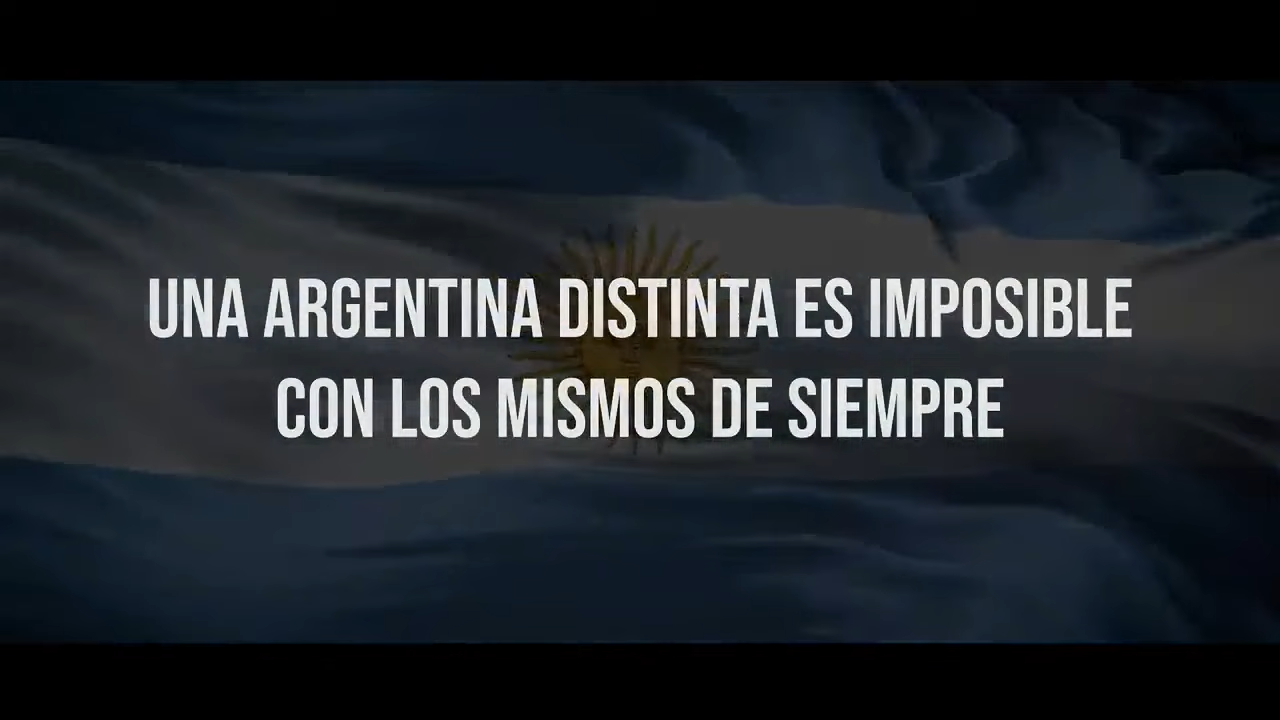 UNA ARGENTINA DISTINTA ES IMPOSIBLE
CON LOS MISMOS DE SIEMPRE